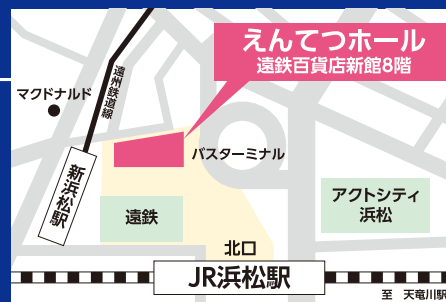 えんてつホール
遠鉄百貨店新館8階
遠州鉄道線
マクドナルド
バスターミナル
新浜松駅
遠鉄
アクトシティ
浜松
北口
JR浜松駅
至 天竜川駅